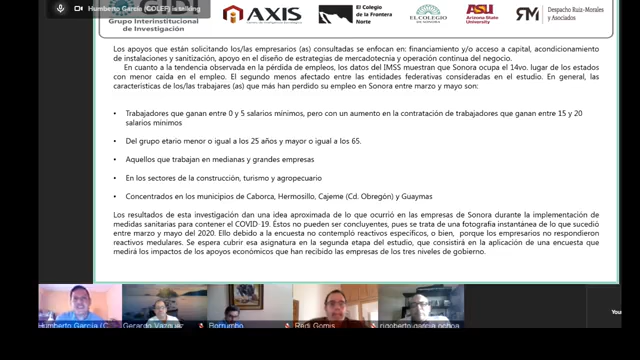 Humberto García (COLEF) is talking
Grupo Interinstitucional
de Investigación
AXIS
El Colegio
de la Frontera
Norte
EL COLEGIO
DE SONORA
ASU
Arizona State
University
RM
Despacho Ruiz-Morales
y Asociados
Los apoyos que están solicitando los/las empresarios (as) consultadas se enfocan en: financiamiento y/o acceso a capital, acondicionamiento
de instalaciones y sanitización, apoyo en el diseño de estrategias de mercadotecnia y operación continua del negocio.
En cuanto a la tendencia observada en la pérdida de empleos, los datos del IMSS muestran que Sonora ocupa el 14vo. lugar de los estados
con menor caída en el empleo. El segundo menos afectado entre las entidades federativas consideradas en el estudio. En general, las
características de los/las trabajares (as) que más han perdido su empleo en Sonora entre marzo y mayo son:
• Trabajadores que ganan entre 0 y 5 salarios mínimos, pero con un aumento en la contratación de trabajadores que ganan entre 15 y 20
salarios mínimos
• Del grupo etario menor o igual a los 25 años y mayor o igual a los 65.
• Aquellos que trabajan en medianas y grandes empresas
• En los sectores de la construcción, turismo y agropecuario
• Concentrados en los municipios de Caborca, Hermosillo, Cajeme (Cd. Obregón) y Guaymas
Los resultados de esta investigación dan una idea aproximada de lo que ocurrió en las empresas de Sonora durante la implementación de
medidas sanitarias para contener el COVID-19. Éstos no pueden ser concluyentes, pues se trata de una fotografía instantánea de lo que sucedió
entre marzo y mayo del 2020. Ello debido a la encuesta no contempló reactivos específicos, o bien, porque los empresarios no respondieron
reactivos medulares. Se espera cubrir esa asignatura en la segunda etapa del estudio, que consistirá en la aplicación de una encuesta que
medirá los impactos de los apoyos económicos que han recibido las empresas de los tres niveles de gobierno.
Humberto García (C
Gerardo Vazquez
Borrumbo
Redi Gomis
rigoberto garcia ochoa
You